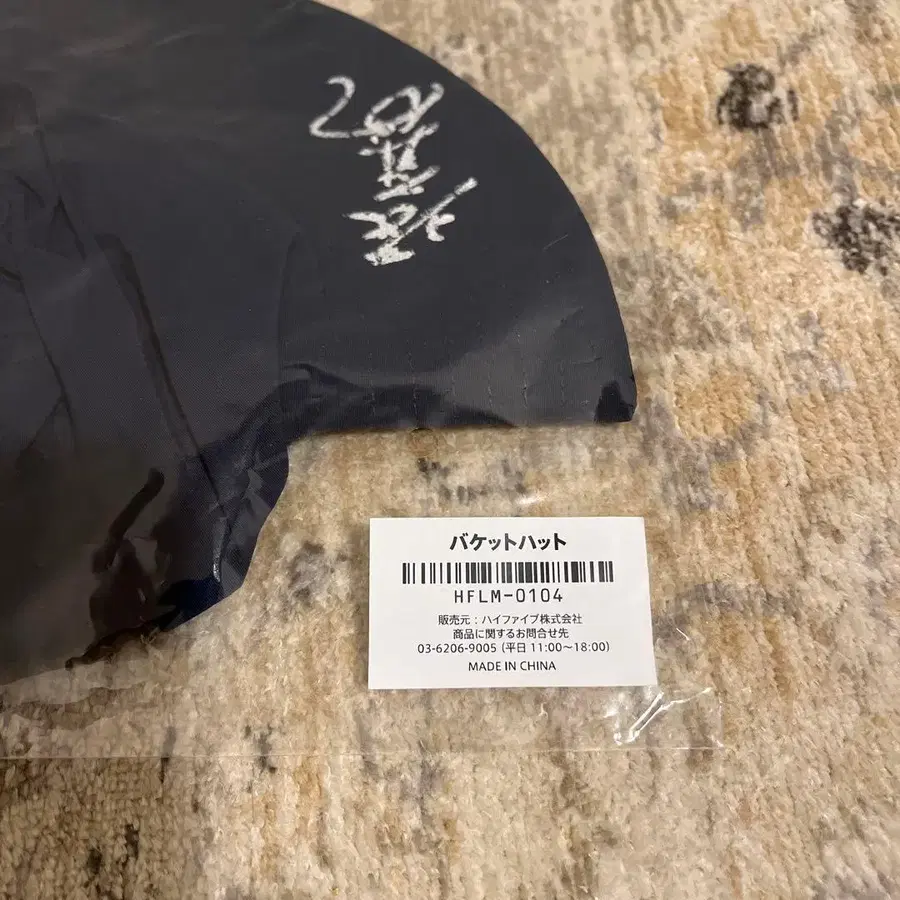 バケットハット
HFLM-0104
販売元：ハイファイブ株式会社
商品に関するお問合せ先
03-6206-9005 (平日 11:00～18:00)
MADE IN CHINA